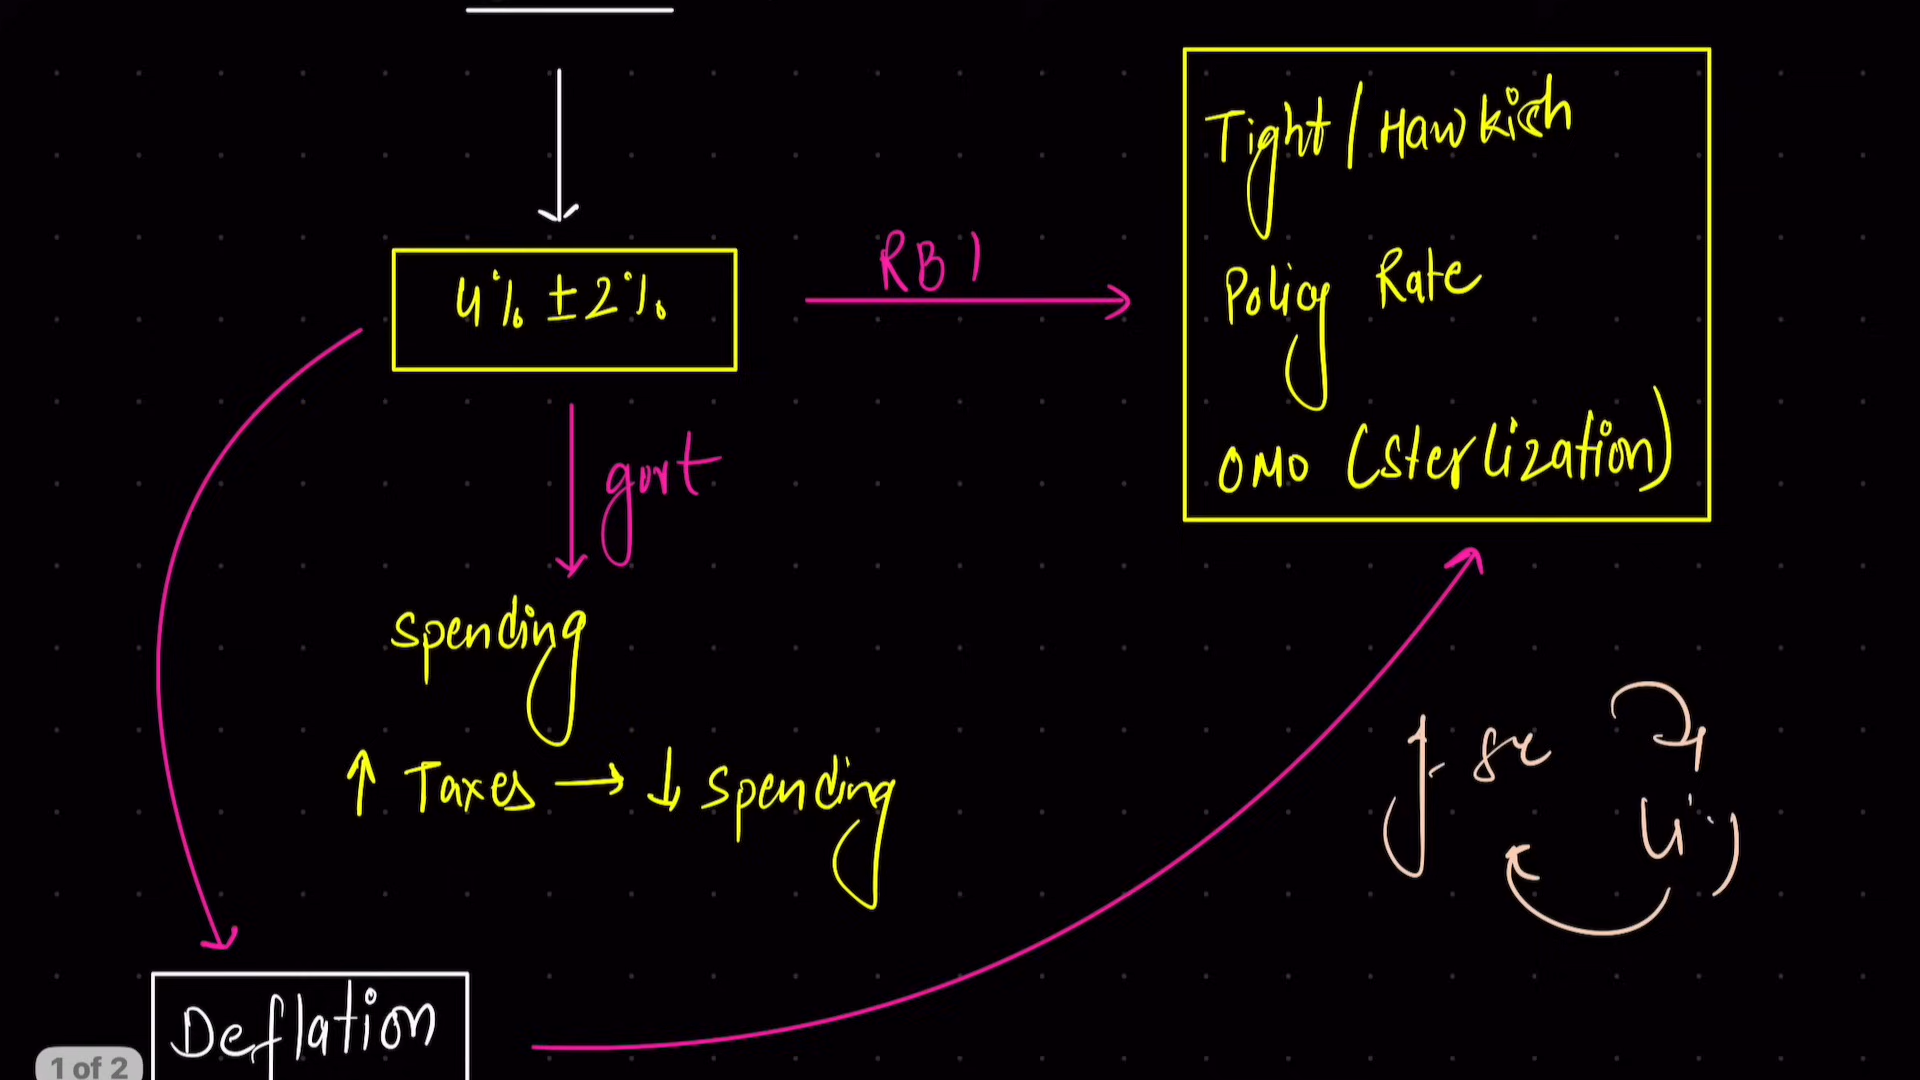 4% ± 2%
RBI
Tight / Hawkish
Policy Rate
OMO (Sterlization)
govt
Spending
↑ Taxes → ↓ Spending
Deflation
1 of 2